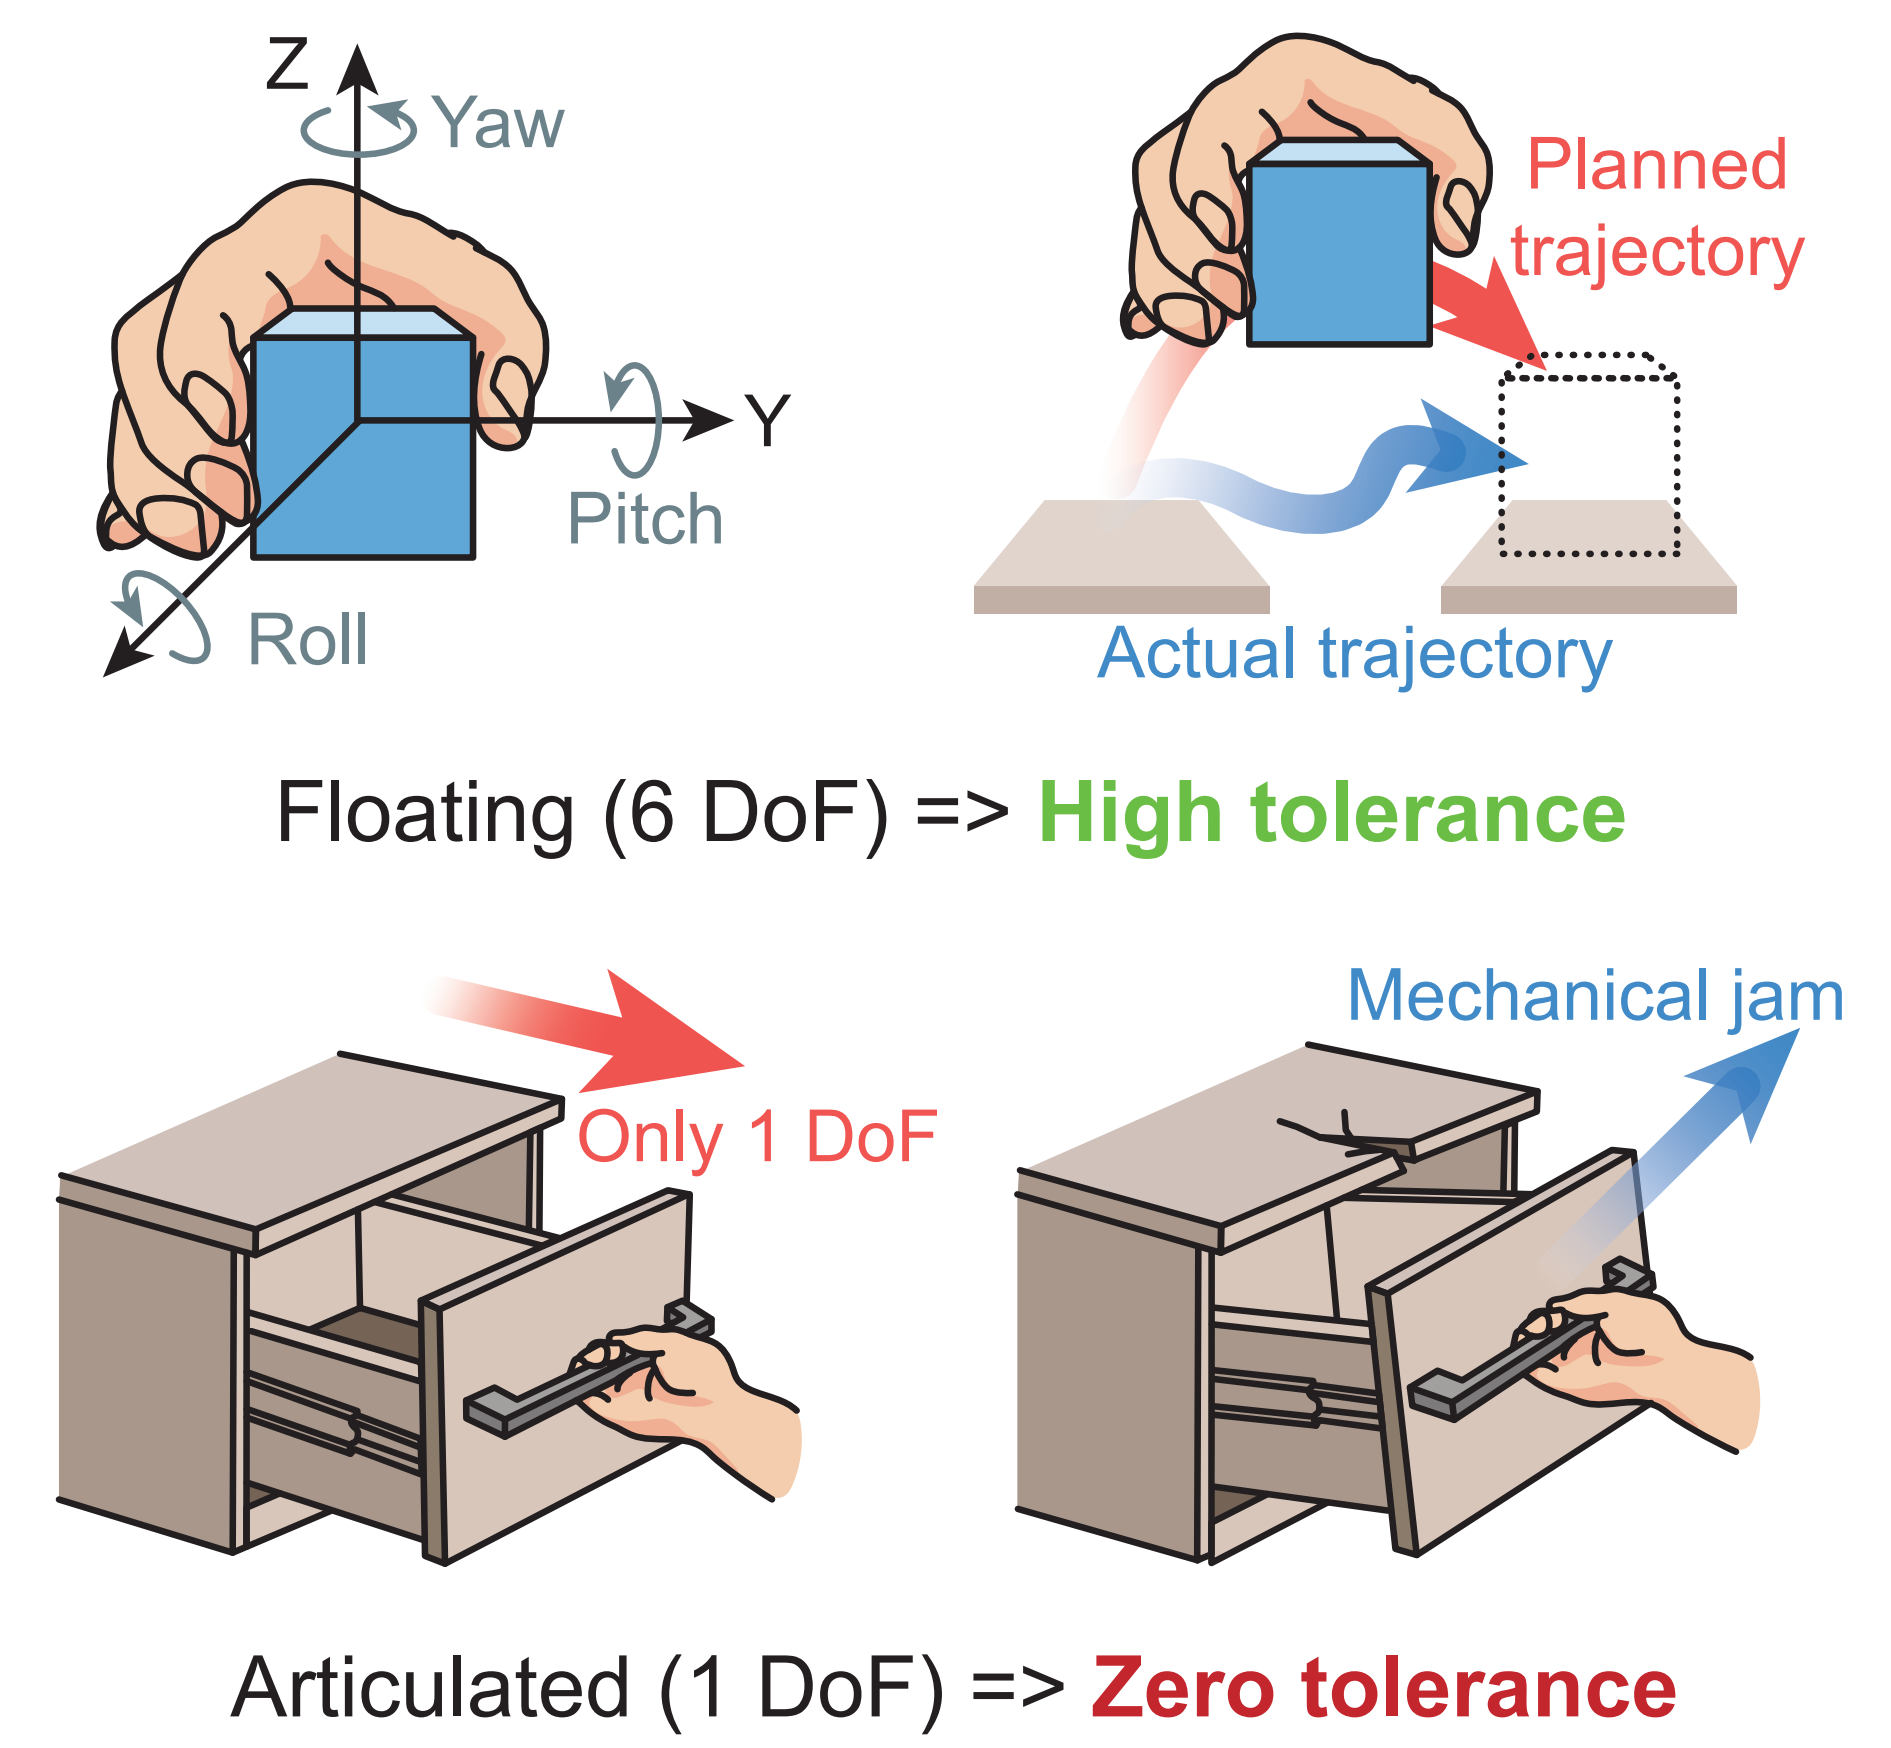 Z
Yaw
Y
Pitch
Roll
Planned
trajectory
Actual trajectory
Floating (6 DoF) => High tolerance
Only 1 DoF
Mechanical jam
Articulated (1 DoF) => Zero tolerance